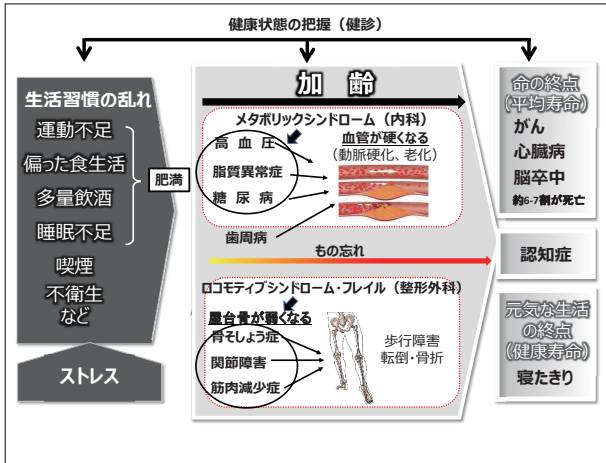 健康状態の把握（健診）
生活習慣の乱れ
運動不足
偏った食生活
多量飲酒
睡眠不足
喫煙
不衛生
など
肥満
ストレス
加 齢
メタボリックシンドローム（内科）
高 血 圧
脂質異常症
糖 尿 病
歯周病
血管が硬くなる
（動脈硬化、老化）
もの忘れ
ロコモティブシンドローム・フレイル（整形外科）
屋台骨が弱くなる
骨そしょう症
関節障害
筋肉減少症
歩行障害
転倒・骨折
命の終点
(平均寿命)
がん
心臓病
脳卒中
約6-7割が死亡
認知症
元気な生活
の終点
(健康寿命)
寝たきり